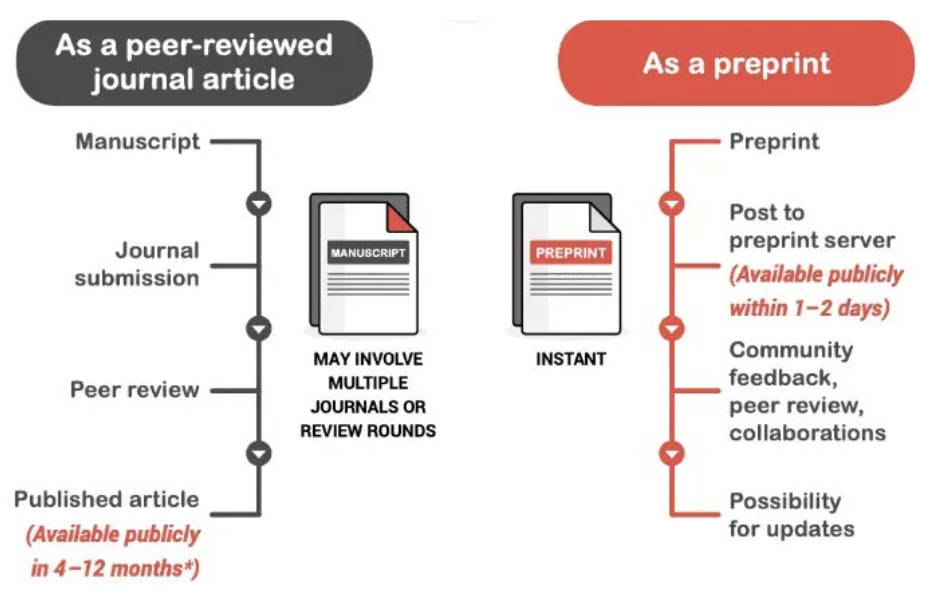 As a peer-reviewed
journal article
Manuscript
Journal
submission
Peer review
Published article
(Available publicly
in 4–12 months*)
MANUSCRIPT
MAY INVOLVE
MULTIPLE
JOURNALS OR
REVIEW ROUNDS
As a preprint
PREPRINT
INSTANT
Preprint
Post to
preprint server
(Available publicly
within 1–2 days)
Community
feedback,
peer review,
collaborations
Possibility
for updates